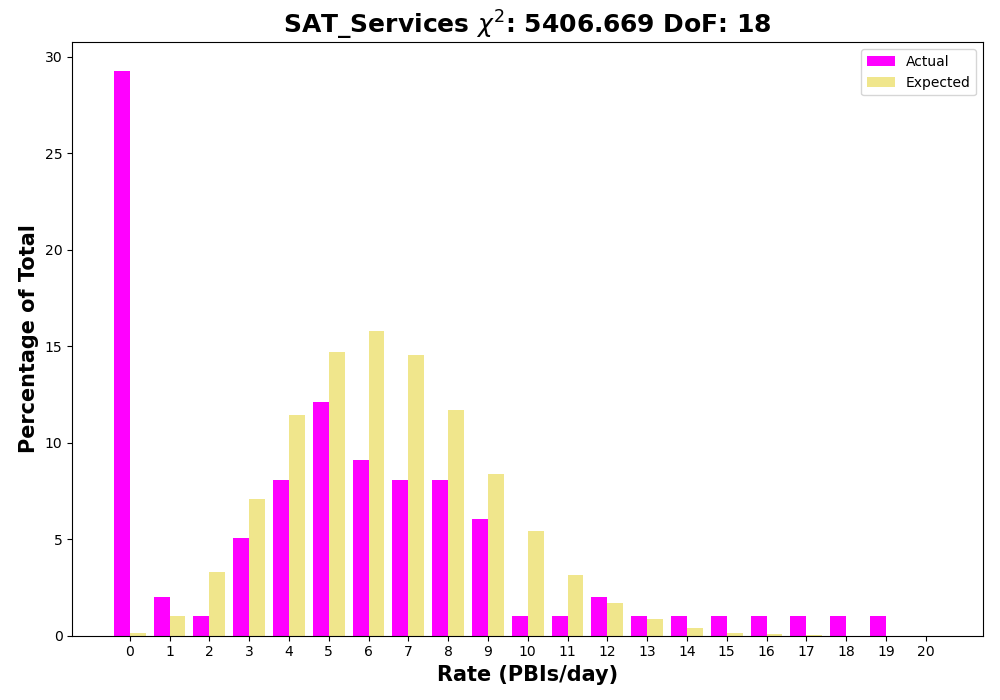 SAT_Services χ²: 5406.669 DoF: 18
Actual
Expected
Percentage of Total
30
25
20
15
10
5
0
0 1 2 3 4 5 6 7 8 9 10 11 12 13 14 15 16 17 18 19 20
Rate (PBIs/day)